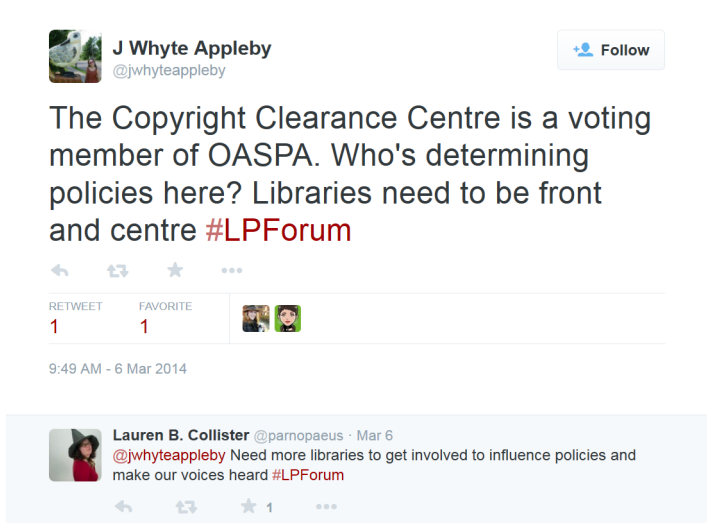 J Whyte Appleby
@jwhyteappleby
Follow
The Copyright Clearance Centre is a voting
member of OASPA. Who's determining
policies here? Libraries need to be front
and centre #LPForum
RETWEET FAVORITE
1 1
9:49 AM - 6 Mar 2014
Lauren B. Collister @parnopaeus · Mar 6
@jwhyteappleby Need more libraries to get involved to influence policies and
make our voices heard #LPForum
1